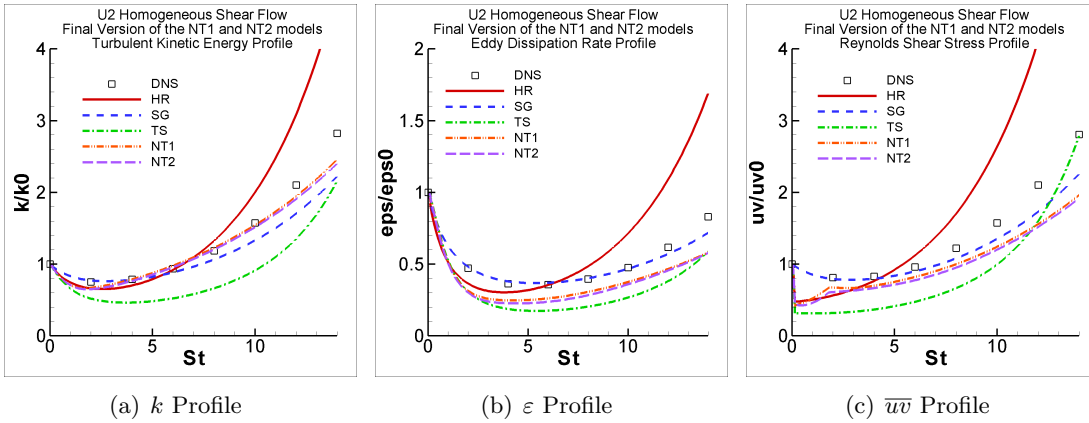 U2 Homogeneous Shear Flow
Final Version of the NT1 and NT2 models
Turbulent Kinetic Energy Profile
4
3
2
1
0
0
5
10
k/k0
St
DNS
HR
SG
TS
NT1
NT2
(a) k Profile
U2 Homogeneous Shear Flow
Final Version of the NT1 and NT2 models
Eddy Dissipation Rate Profile
2
1.5
1
0.5
0
0
5
10
eps/eps0
St
DNS
HR
SG
TS
NT1
NT2
(b) ε Profile
U2 Homogeneous Shear Flow
Final Version of the NT1 and NT2 models
Reynolds Shear Stress Profile
4
3
2
1
0
0
5
10
uv/uv0
St
DNS
HR
SG
TS
NT1
NT2
(c) u̅v̅ Profile